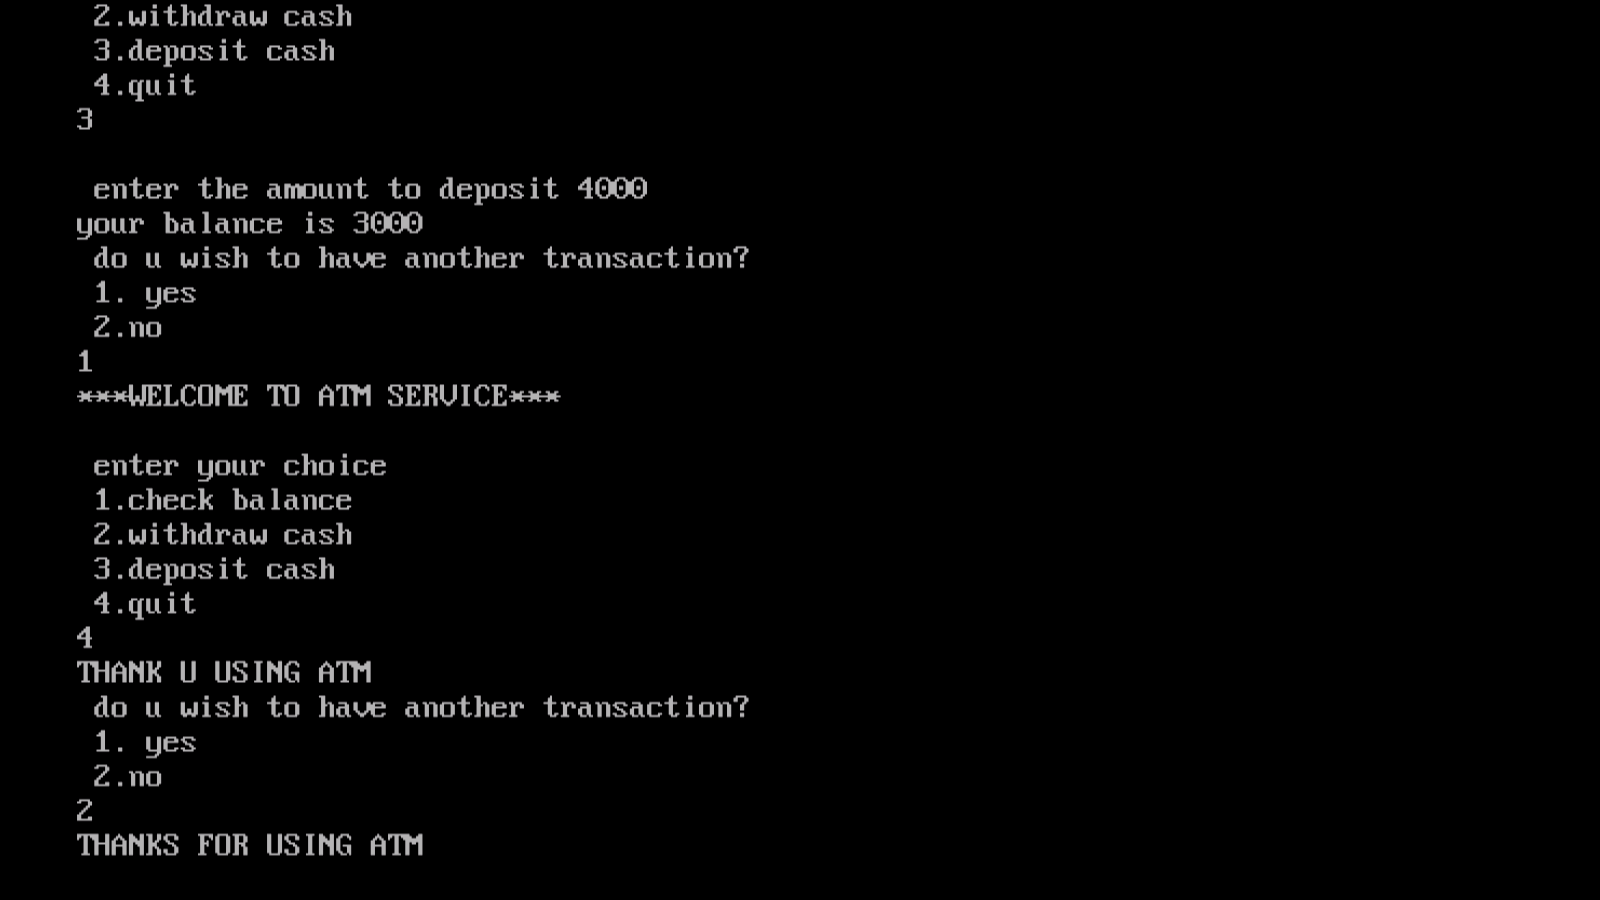 2.withdraw cash
3.deposit cash
4.quit
3
enter the amount to deposit 4000
your balance is 3000
do u wish to have another transaction?
1. yes
2.no
1
***WELCOME TO ATM SERVICE***
enter your choice
1.check balance
2.withdraw cash
3.deposit cash
4.quit
4
THANK U USING ATM
do u wish to have another transaction?
1. yes
2.no
2
THANKS FOR USING ATM